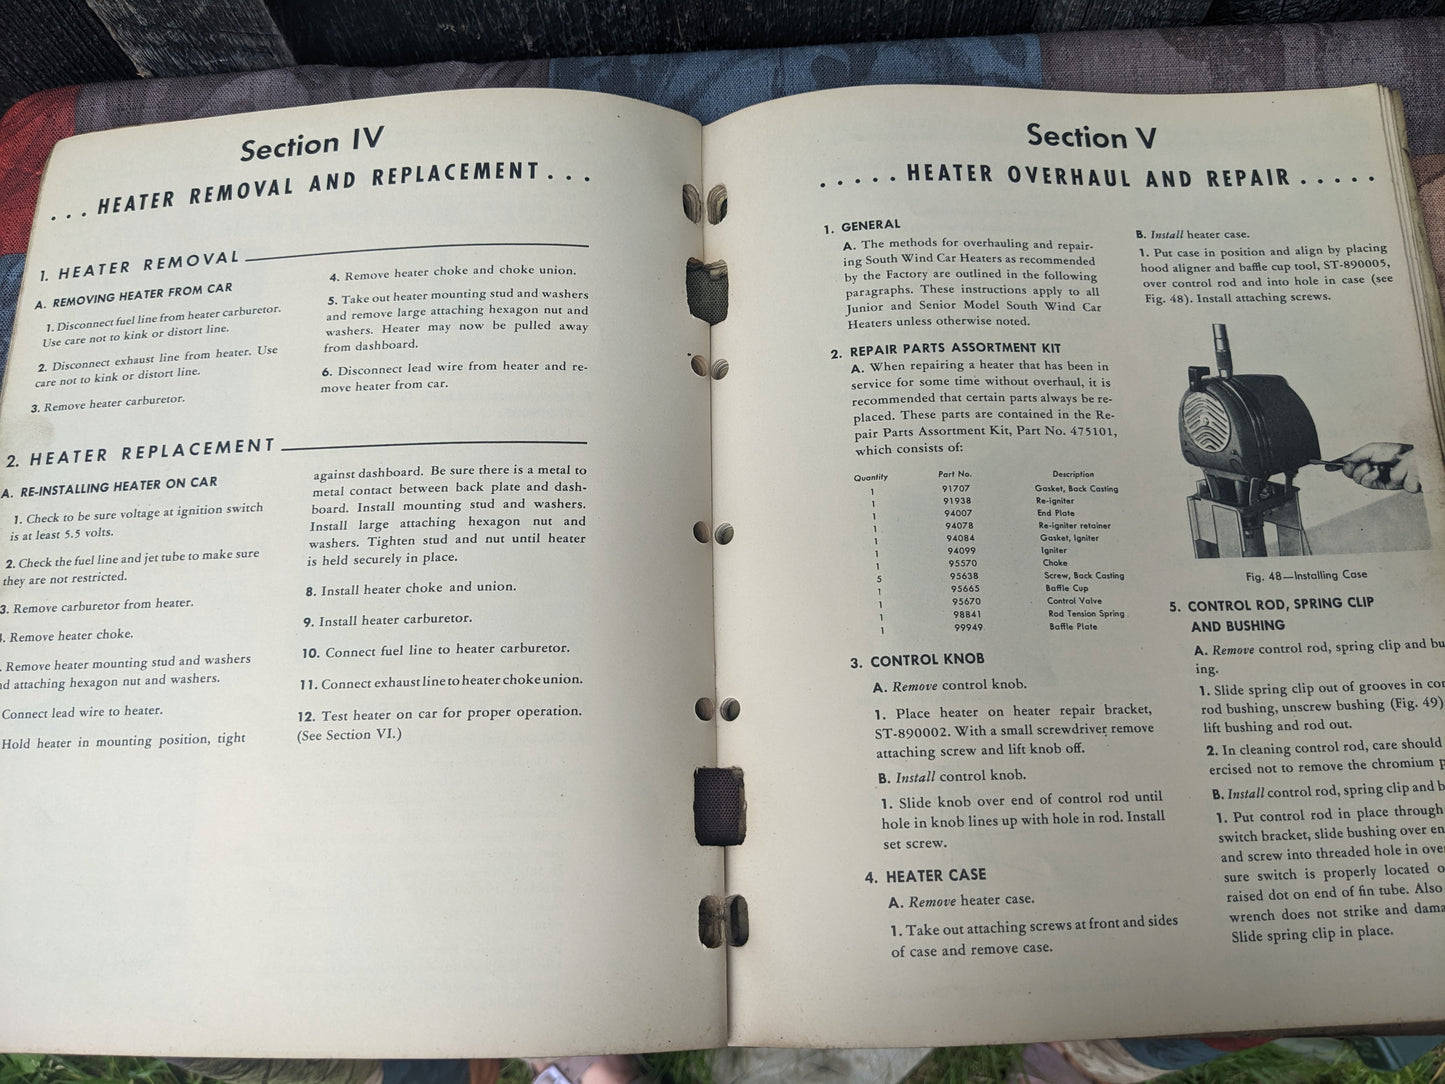 Section IV
. . . HEATER REMOVAL AND REPLACEMENT . . .
1. HEATER REMOVAL
A. REMOVING HEATER FROM CAR
1. Disconnect fuel line from heater carburetor.
Use care not to kink or distort line.
2. Disconnect exhaust line from heater. Use
care not to kink or distort line.
3. Remove heater carburetor.
4. Remove heater choke and choke union.
5. Take out heater mounting stud and washers
and remove large attaching hexagon nut and
washers. Heater may now be pulled away
from dashboard.
6. Disconnect lead wire from heater and re-
move heater from car.
2. HEATER REPLACEMENT
A. RE-INSTALLING HEATER ON CAR
1. Check to be sure voltage at ignition switch
is at least 5.5 volts.
2. Check the fuel line and jet tube to make sure
they are not restricted.
3. Remove carburetor from heater.
. Remove heater choke.
. Remove heater mounting stud and washers
nd attaching hexagon nut and washers.
Connect lead wire to heater.
Hold heater in mounting position, tight
against dashboard. Be sure there is a metal to
metal contact between back plate and dash-
board. Install mounting stud and washers.
Install large attaching hexagon nut and
washers. Tighten stud and nut until heater
is held securely in place.
8. Install heater choke and union.
9. Install heater carburetor.
10. Connect fuel line to heater carburetor.
11. Connect exhaust line to heater choke union.
12. Test heater on car for proper operation.
(See Section VI.)
Section V
. . . . . HEATER OVERHAUL AND REPAIR . . . . .
1. GENERAL
A. The methods for overhauling and repair-
ing South Wind Car Heaters as recommended
by the Factory are outlined in the following
paragraphs. These instructions apply to all
Junior and Senior Model South Wind Car
Heaters unless otherwise noted.
2. REPAIR PARTS ASSORTMENT KIT
A. When repairing a heater that has been in
service for some time without overhaul, it is
recommended that certain parts always be re-
placed. These parts are contained in the Re-
pair Parts Assortment Kit, Part No. 475101,
which consists of:
Quantity Part No. Description
1 91707 Gasket, Back Casting
1 91938 Re-igniter
1 94007 End Plate
1 94078 Re-igniter retainer
1 94084 Gasket, Igniter
1 94099 Igniter
1 95570 Choke
5 95638 Screw, Back Casting
1 95665 Baffle Cup
1 95670 Control Valve
1 98841 Rod Tension Spring
1 99949 Baffle Plate
3. CONTROL KNOB
A. Remove control knob.
1. Place heater on heater repair bracket,
ST-890002. With a small screwdriver remove
attaching screw and lift knob off.
B. Install control knob.
1. Slide knob over end of control rod until
hole in knob lines up with hole in rod. Install
set screw.
4. HEATER CASE
A. Remove heater case.
1. Take out attaching screws at front and sides
of case and remove case.
B. Install heater case.
1. Put case in position and align by placing
hood aligner and baffle cup tool, ST-890005,
over control rod and into hole in case (see
Fig. 48). Install attaching screws.
Fig. 48—Installing Case
5. CONTROL ROD, SPRING CLIP
AND BUSHING
A. Remove control rod, spring clip and bu
ing.
1. Slide spring clip out of grooves in con
rod bushing, unscrew bushing (Fig. 49)
lift bushing and rod out.
2. In cleaning control rod, care should
ercised not to remove the chromium p
B. Install control rod, spring clip and b
1. Put control rod in place through
switch bracket, slide bushing over en
and screw into threaded hole in ove
sure switch is properly located o
raised dot on end of fin tube. Also
wrench does not strike and dama
Slide spring clip in place.